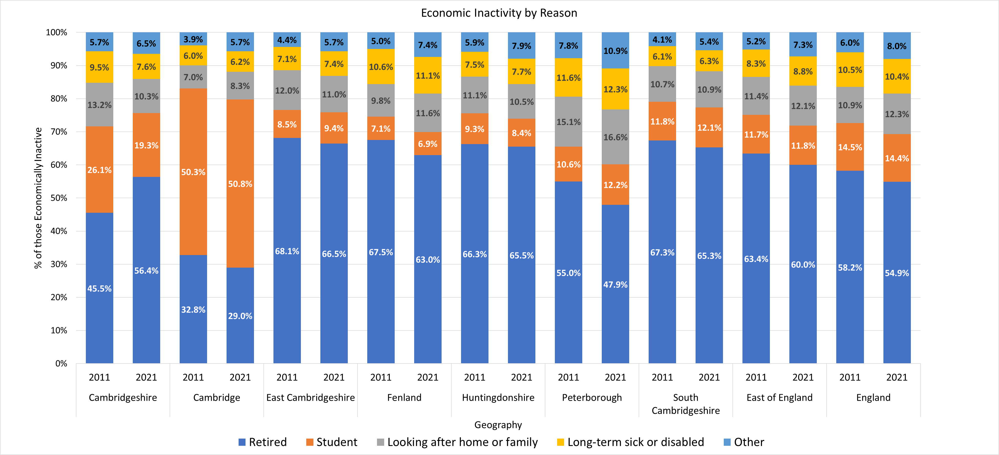 Economic Inactivity by Reason
100%
90%
80%
70%
60%
50%
40%
30%
20%
10%
0%
% of those Economically Inactive
5.7% 6.5% 3.9% 5.7% 4.4% 5.7% 5.0% 7.4% 5.9% 7.9% 7.8% 10.9% 4.1% 5.4% 5.2% 7.3% 6.0% 8.0%
9.5% 7.6% 6.0% 6.2% 7.1% 7.4% 10.6% 11.1% 7.5% 7.7% 11.6% 12.3% 6.1% 6.3% 8.3% 8.8% 10.5% 10.4%
13.2% 10.3% 7.0% 8.3% 12.0% 11.0% 9.8% 11.6% 11.1% 10.5% 15.1% 16.6% 10.7% 10.9% 11.4% 12.1% 10.9% 12.3%
26.1% 19.3% 50.3% 50.8% 8.5% 9.4% 7.1% 6.9% 9.3% 8.4% 10.6% 12.2% 11.8% 12.1% 11.7% 11.8% 14.5% 14.4%
45.5% 56.4% 32.8% 29.0% 68.1% 66.5% 67.5% 63.0% 66.3% 65.5% 55.0% 47.9% 67.3% 65.3% 63.4% 60.0% 58.2% 54.9%
2011 2021 2011 2021 2011 2021 2011 2021 2011 2021 2011 2021 2011 2021 2011 2021 2011 2021
Cambridgeshire Cambridge East Cambridgeshire Fenland Huntingdonshire Peterborough South East of England England
Cambridgeshire
Geography
Retired Student Looking after home or family Long-term sick or disabled Other